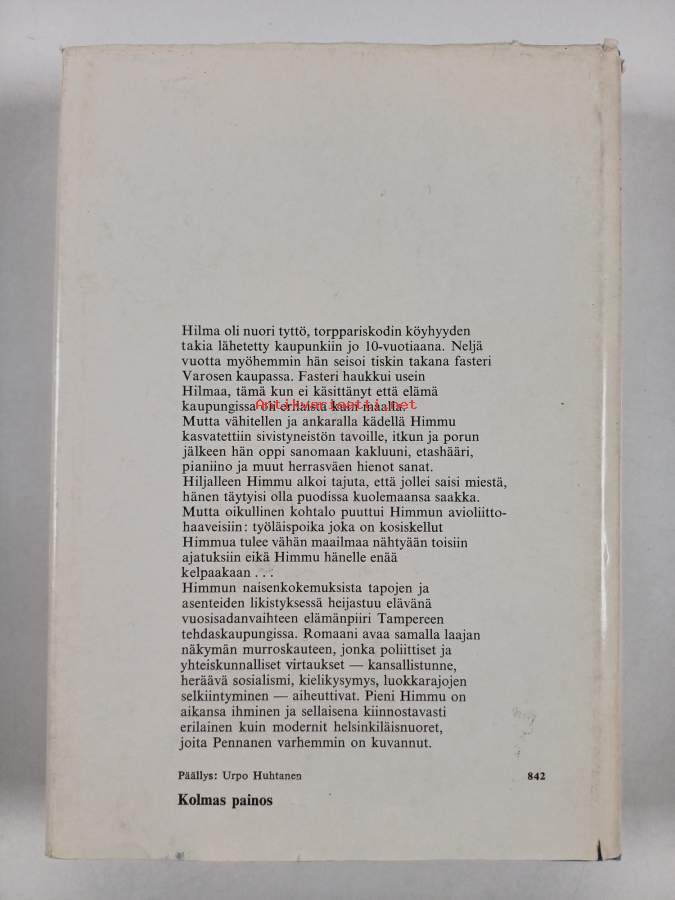 Hilma oli nuori tyttö, torppariskodin köyhyyden
takia lähetetty kaupunkiin jo 10-vuotiaana. Neljä
vuotta myöhemmin hän seisoi tiskin takana fasteri
Varosen kaupassa. Fasteri haukkui usein
Hilmaa, tämä kun ei käsittänyt että elämä
kaupungissa oli erilaista kuin maalla.
Antikvariaatti.net
Mutta vähitellen ja ankaralla kädellä Himmu
kasvatettiin sivistyneistön tavoille, itkun ja porun
jälkeen hän oppi sanomaan kakluuni, etashääri,
pianiino ja muut herrasväen hienot sanat.
Hiljalleen Himmu alkoi tajuta, että jollei saisi miestä,
hänen täytyisi olla puodissa kuolemaansa saakka.
Mutta oikullinen kohtalo puuttui Himmun avioliitto-
haaveisiin: työläispoika joka on kosiskellut
Himmua tulee vähän maailmaa nähtyään toisiin
ajatuksiin eikä Himmu hänelle enää
kelpaakaan . . .
Himmun naisenkokemuksista tapojen ja
asenteiden likistyksessä heijastuu elävänä
vuosisadanvaihteen elämänpiiri Tampereen
tehdaskaupungissa. Romaani avaa samalla laajan
näkymän murroskauteen, jonka poliittiset ja
yhteiskunnalliset virtaukset — kansallistunne,
heräävä sosialismi, kielikysymys, luokkarajojen
selkiintyminen — aiheuttivat. Pieni Himmu on
aikansa ihminen ja sellaisena kiinnostavasti
erilainen kuin modernit helsinkiläisnuoret,
joita Pennanen varhemmin on kuvannut.
Päällys: Urpo Huhtanen 842
Kolmas painos